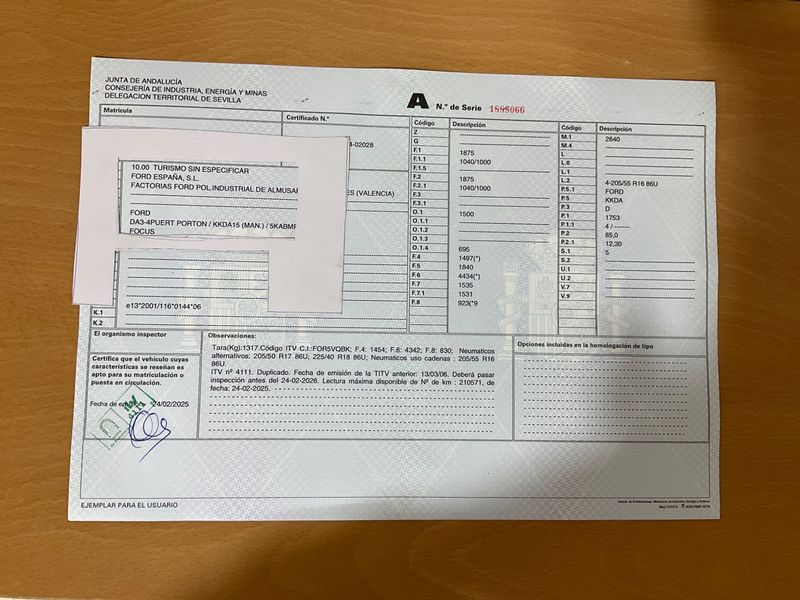 JUNTA DE ANDALUCÍA
CONSEJERÍA DE INDUSTRIA, ENERGÍA Y MINAS
DELEGACION TERRITORIAL DE SEVILLA
A N.º de Serie 1888066
Matrícula
Certificado N.º
4-02028
10.00 TURISMO SIN ESPECIFICAR
FORD ESPAÑA, S.L.
FACTORIAS FORD POL.INDUSTRIAL DE ALMUSAF
ES (VALENCIA)
FORD
DA3-4PUERT PORTON / KKDA15 (MAN.) / 5KABMF
FOCUS
e13*2001/116*0144*06
K.1
K.2
Código Descripción
Z
G
F.1 1875
F.1.1 1040/1000
F.1.5
F.2 1875
F.2.1 1040/1000
F.3
F.3.1
O.1 1500
O.1.1
O.1.2
O.1.3
O.1.4 695
F.4 1497(*)
F.5 1840
F.6 4434(*)
F.7 1535
F.7.1 1531
F.8 923(*9
Código Descripción
M.1 2640
M.4
L
L.0
L.1
L.2 4-205/55 R16 86U
P.5.1 FORD
P.5 KKDA
P.3 D
P.1 1753
P.1.1 4 /
P.2 85,0
P.2.1 12,30
S.1 5
S.2
U.1
U.2
V.7
V.9
El organismo inspector
Certifica que el vehículo cuyas
características se reseñan es
apto para su matriculación o
puesta en circulación.
Fecha de 24/02/2025
Observaciones:
Tara(Kg):1317.Código ITV C.I.:FOR5VQBK; F.4: 1454; F.6: 4342; F.8: 830; Neumaticos
alternativos: 205/50 R17 86U; 225/40 R18 86U; Neumaticos uso cadenas : 205/55 R16
86U.
ITV nº 4111. Duplicado. Fecha de emisión de la TITV anterior: 13/03/06. Deberá pasar
inspección antes del 24-02-2026. Lectura máxima disponible de Nº de km : 210571, de
fecha: 24-02-2025.
Opciones incluidas en la homologación de tipo
EJEMPLAR PARA EL USUARIO